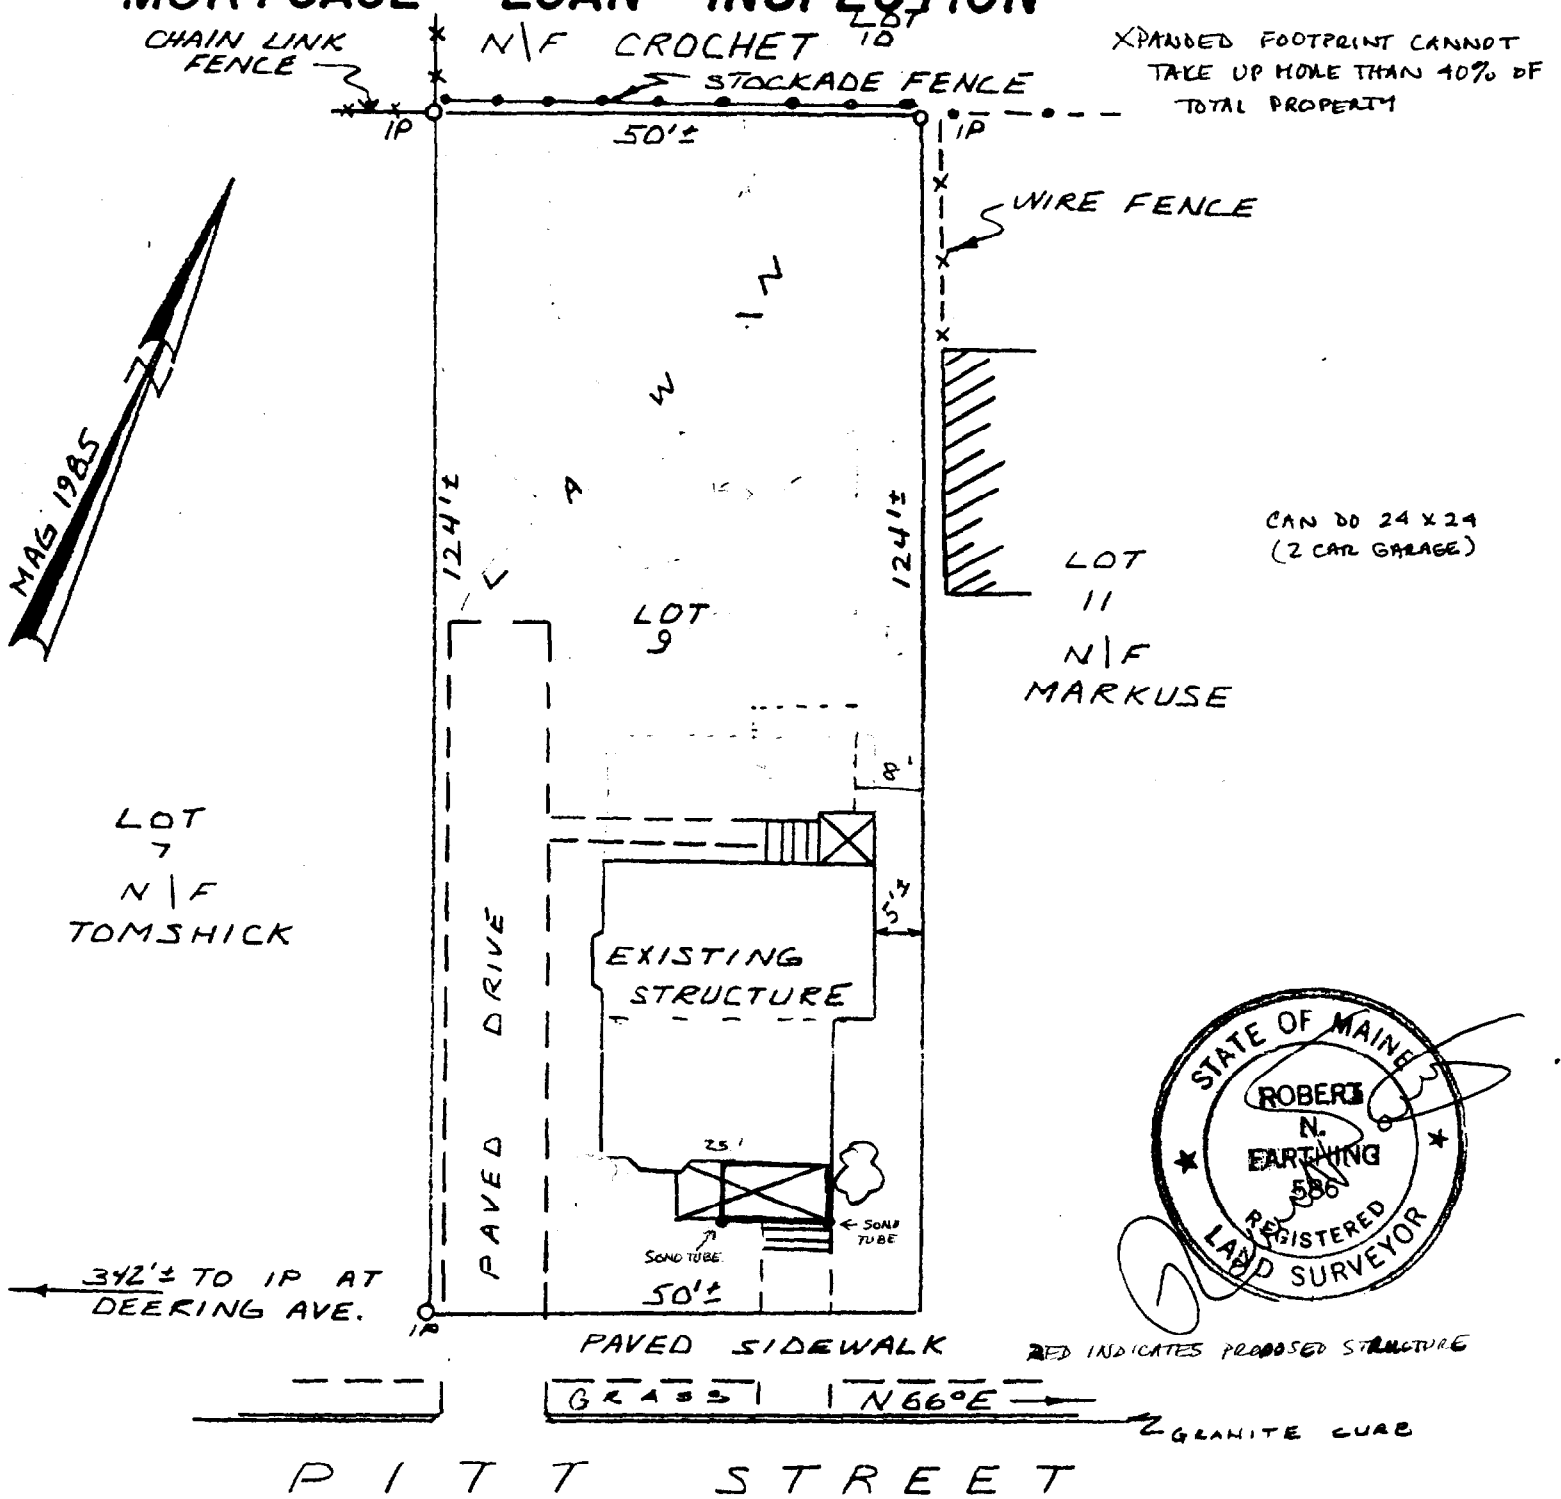 MORTGAGE LOAN INSPECTION
CHAIN LINK
FENCE
N\F CROCHET
LOT
10
STOCKADE FENCE
XPANDED FOOTPRINT CANNOT
TAKE UP MORE THAN 40% OF
TOTAL PROPERTY
IP
50'±
IP
WIRE FENCE
MAG 1985
LAWN
124'±
124'±
CAN DO 24 X 24
(2 CAR GARAGE)
LOT
11
N|F
MARKUSE
LOT
9
8'
LOT
7
N|F
TOMSHICK
5'±
PAVED DRIVE
EXISTING
STRUCTURE
25'
SONO
TUBE
SONO TUBE
STATE OF MAINE
ROBERT
N.
FARTHING
586
REGISTERED
LAND SURVEYOR
342'± TO IP AT
DEERING AVE.
50'±
IP
PAVED SIDEWALK
RED INDICATES PROPOSED STRUCTURE
GRASS
N66°E
GRANITE CURB
PITT STREET